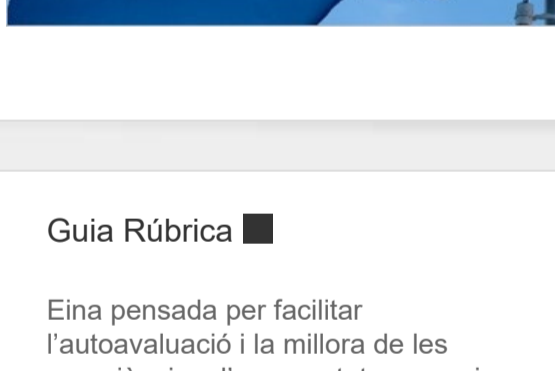 Guia Rúbrica
Eina pensada per facilitar
l’autoavaluació i la millora de les